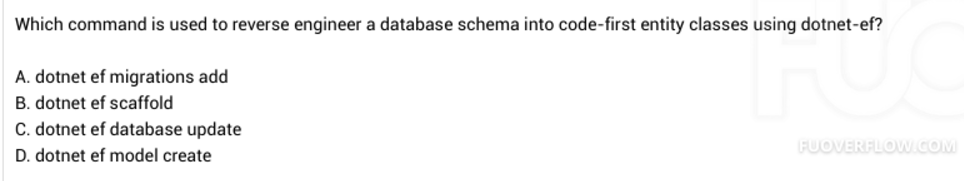 Which command is used to reverse engineer a database schema into code-first entity classes using dotnet-ef?
A. dotnet ef migrations add
B. dotnet ef scaffold
C. dotnet ef database update
D. dotnet ef model create
FUO
FUOVERFLOW.COM